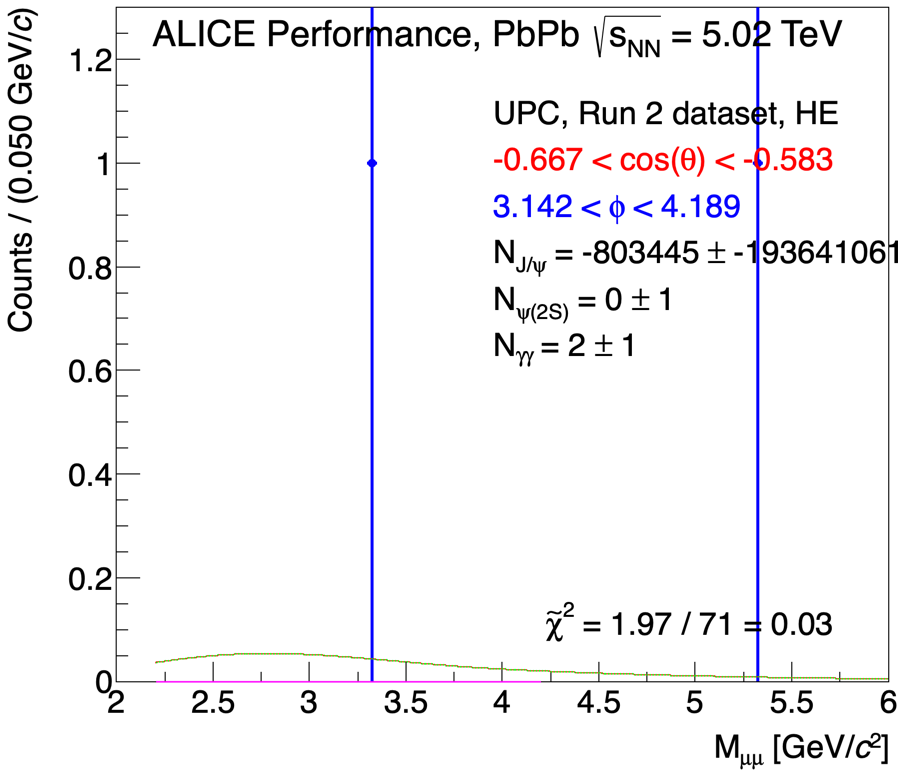 ALICE Performance, PbPb √sNN = 5.02 TeV
UPC, Run 2 dataset, HE
-0.667 < cos(θ) < -0.583
3.142 < ϕ < 4.189
NJ/ψ = -803445 ± -193641061
Nψ(2S) = 0 ± 1
Nγγ = 2 ± 1
χ̃² = 1.97 / 71 = 0.03
Counts / (0.050 GeV/c)
1.2
1
0.8
0.6
0.4
0.2
0
2 2.5 3 3.5 4 4.5 5 5.5 6
Mμμ [GeV/c²]